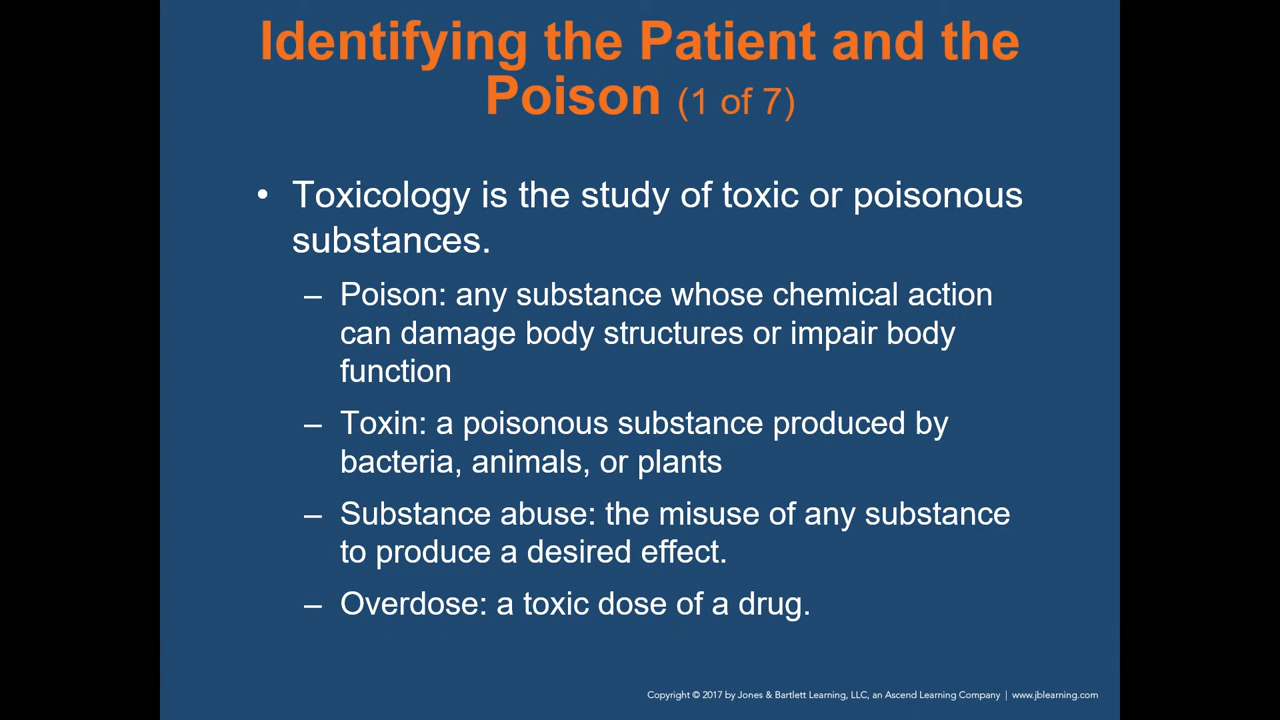 Identifying the Patient and the
Poison (1 of 7)
• Toxicology is the study of toxic or poisonous
substances.
– Poison: any substance whose chemical action
can damage body structures or impair body
function
– Toxin: a poisonous substance produced by
bacteria, animals, or plants
– Substance abuse: the misuse of any substance
to produce a desired effect.
– Overdose: a toxic dose of a drug.
Copyright © 2017 by Jones & Bartlett Learning, LLC, an Ascend Learning Company | www.jblearning.com